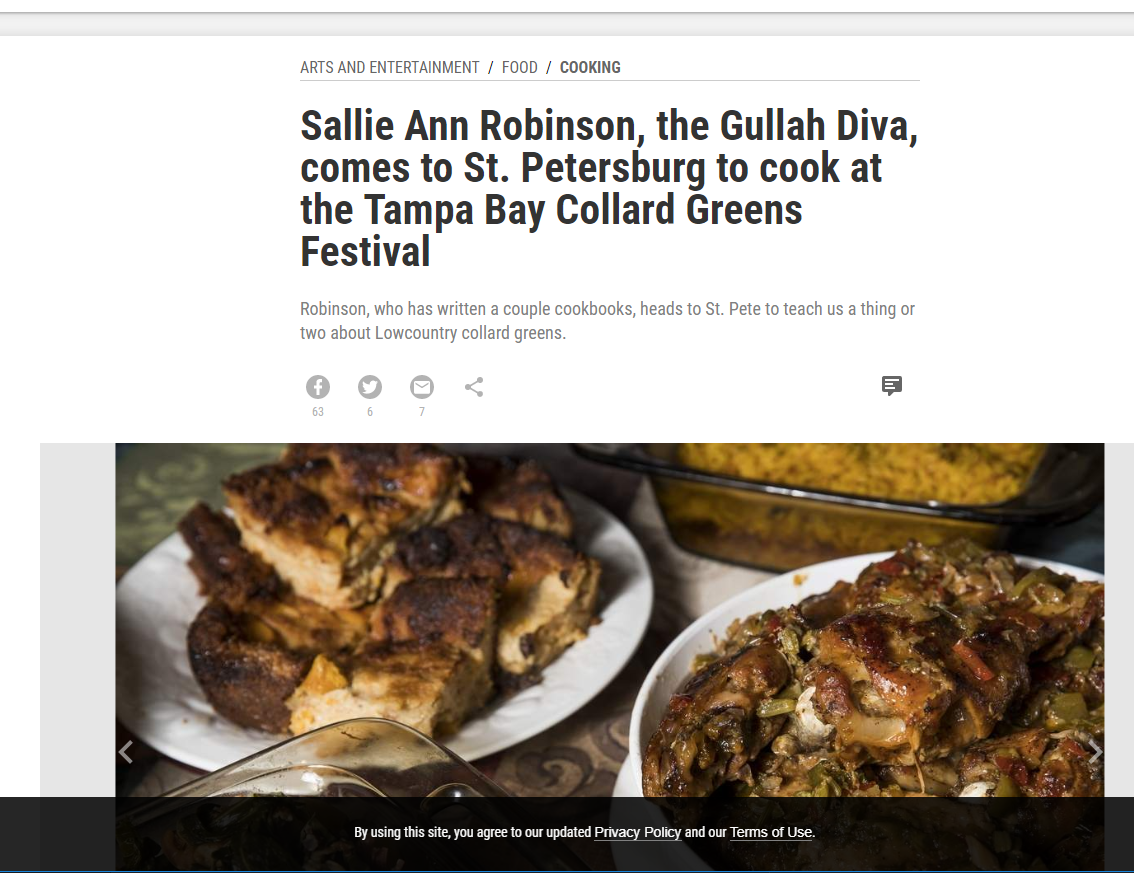 ARTS AND ENTERTAINMENT / FOOD / COOKING
Sallie Ann Robinson, the Gullah Diva,
comes to St. Petersburg to cook at
the Tampa Bay Collard Greens
Festival
Robinson, who has written a couple cookbooks, heads to St. Pete to teach us a thing or
two about Lowcountry collard greens.
63 6 7
By using this site, you agree to our updated Privacy Policy and our Terms of Use.